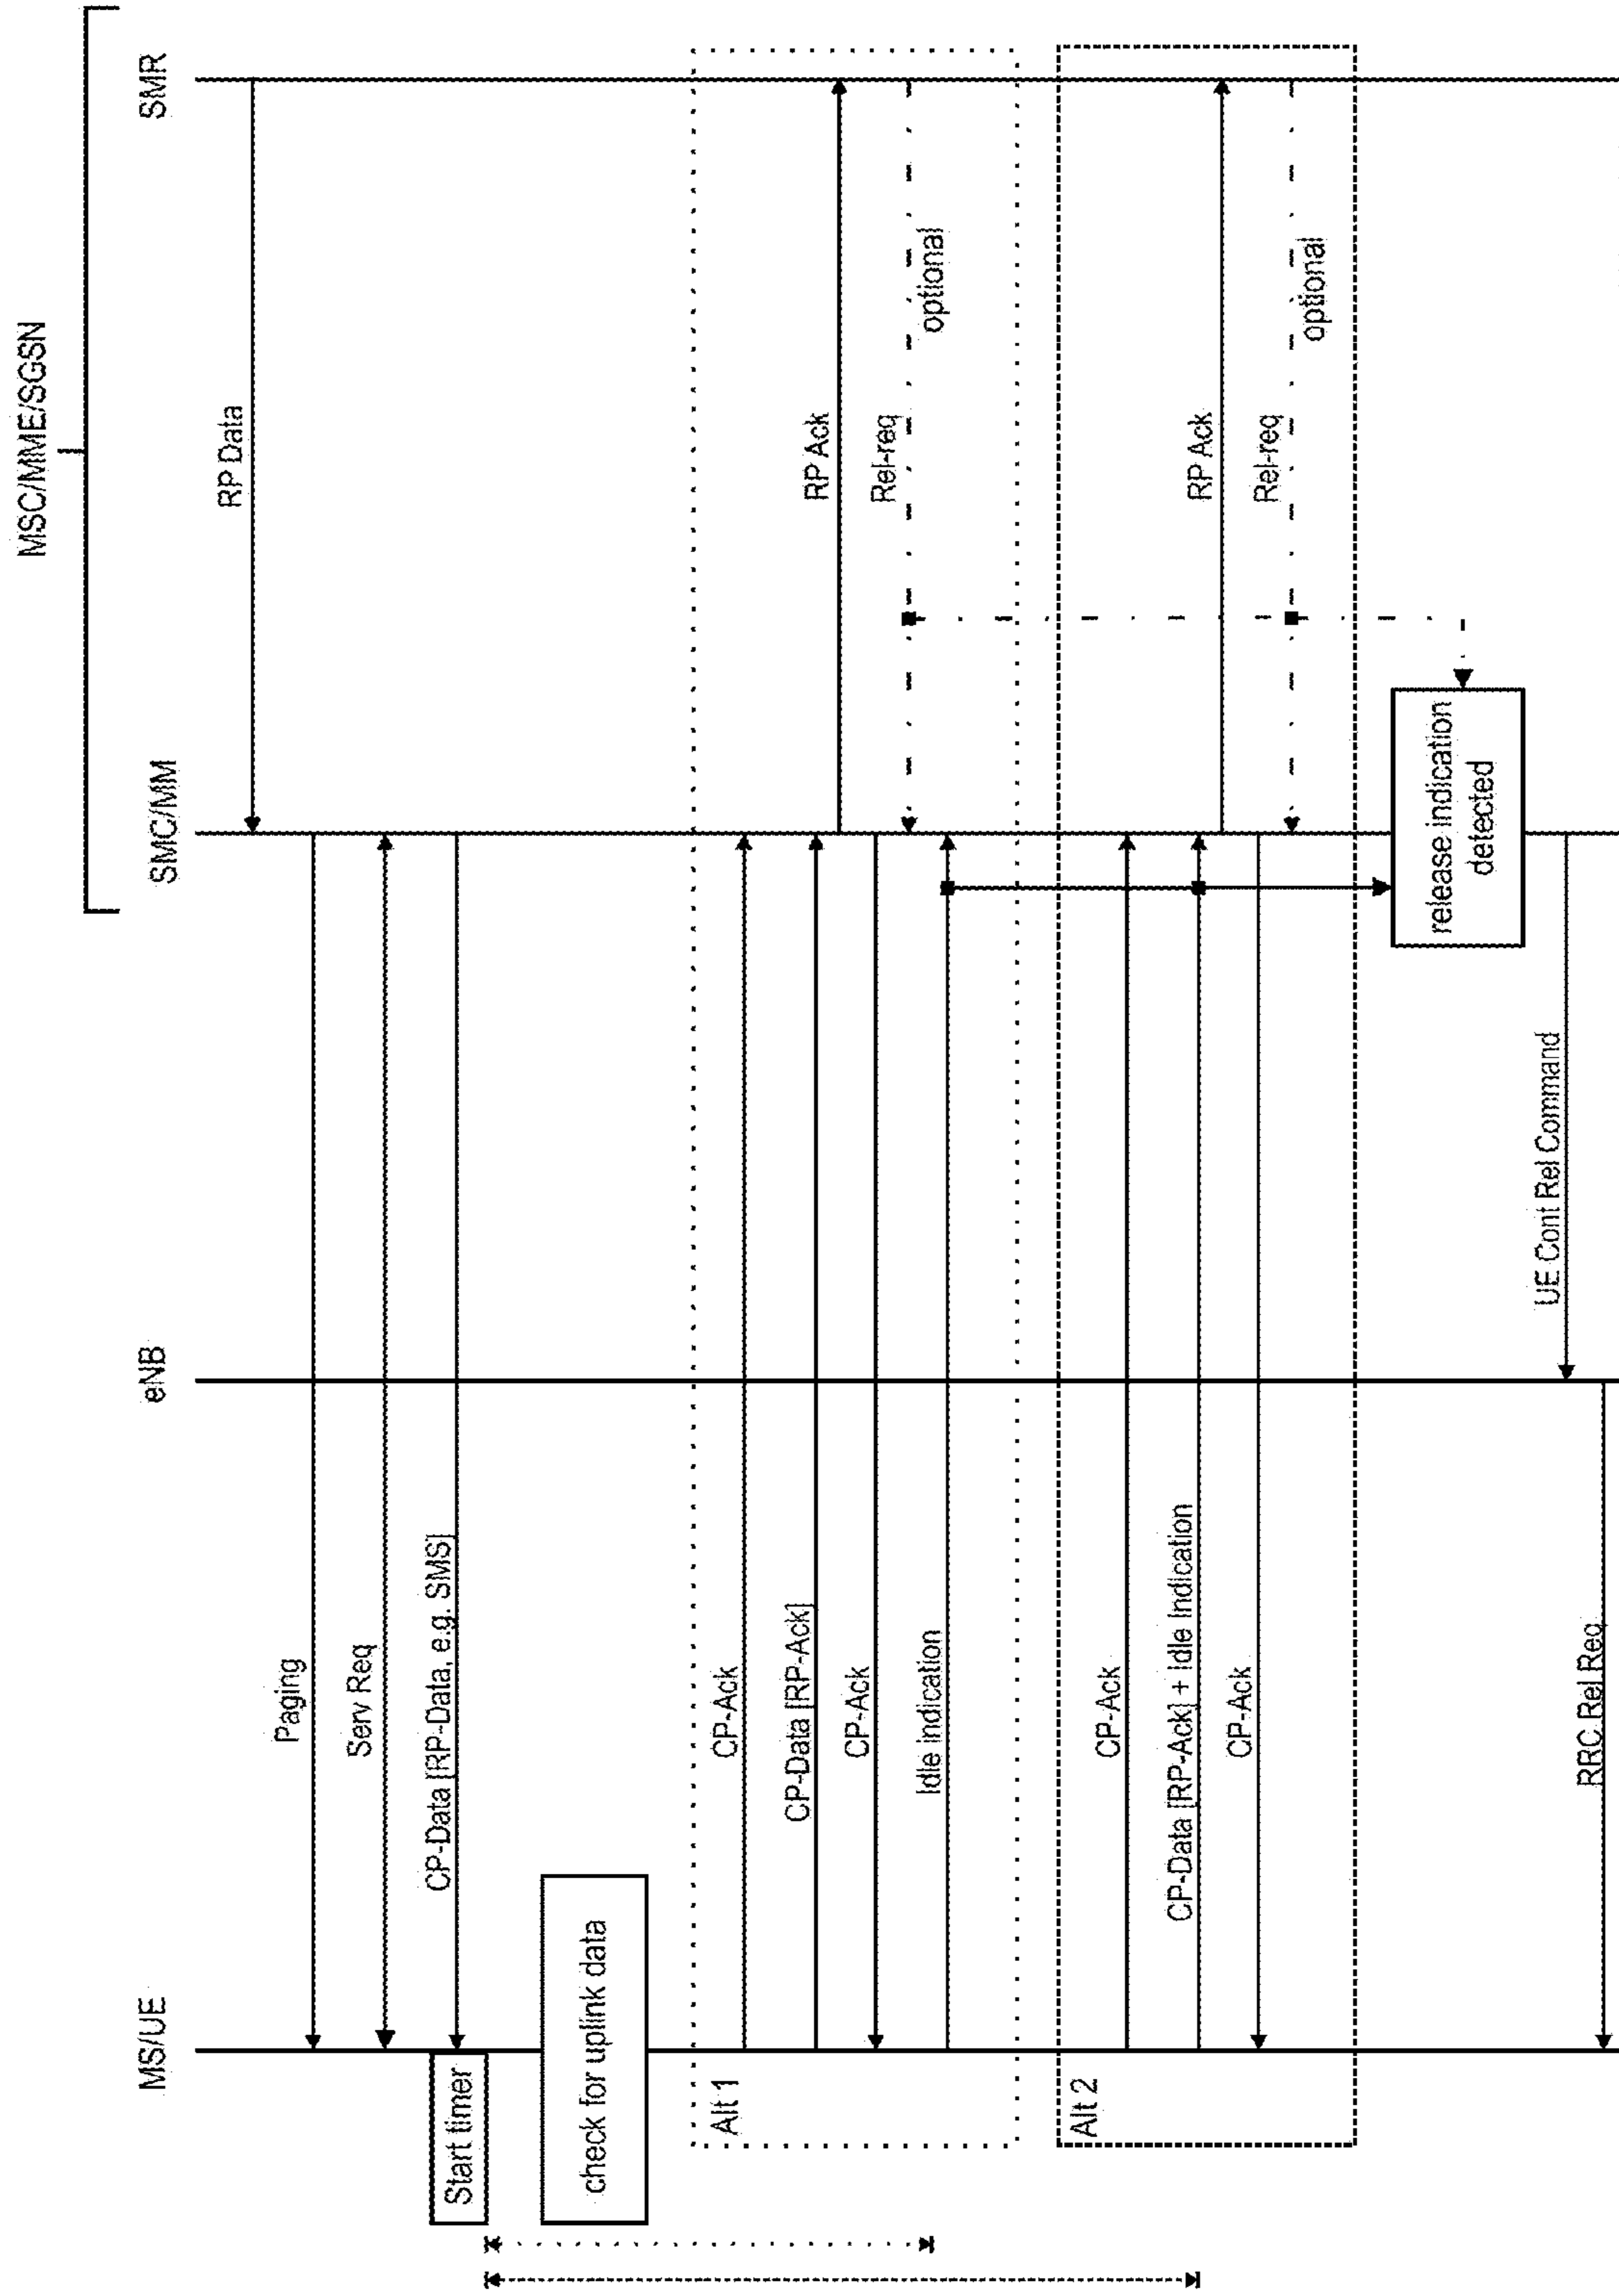 MSC/MME/SGSN
MS/UE
eNB
SMC/MM
SMR
RP Data
Paging
Serv Req
CP-Data [RP-Data, e.g. SMS]
Start timer
check for uplink data
Alt 1
CP-Ack
CP-Data [RP-Ack]
RP Ack
CP-Ack
Rel-req
optional
Idle indication
Alt 2
CP-Ack
CP-Data [RP-Ack] + Idle Indication
RP Ack
CP-Ack
Rel-req
optional
release indication
detected
UE Cont Rel Command
RRC Rel Req